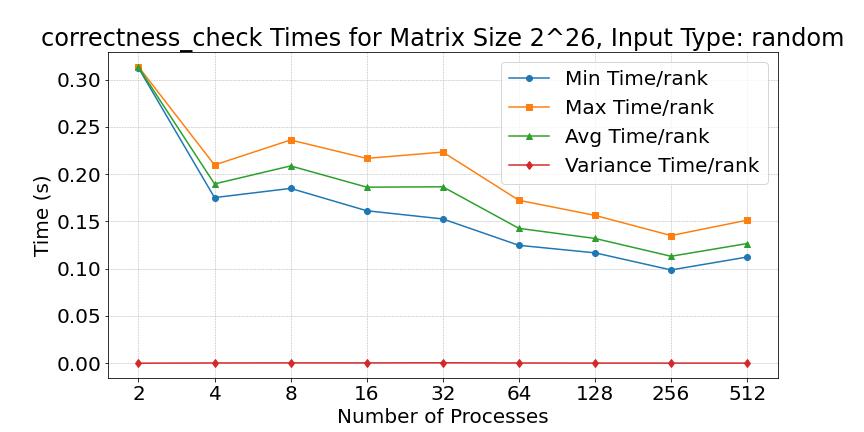 correctness_check Times for Matrix Size 2^26, Input Type: random
Min Time/rank
Max Time/rank
Avg Time/rank
Variance Time/rank
Time (s)
0.30
0.25
0.20
0.15
0.10
0.05
0.00
2 4 8 16 32 64 128 256 512
Number of Processes